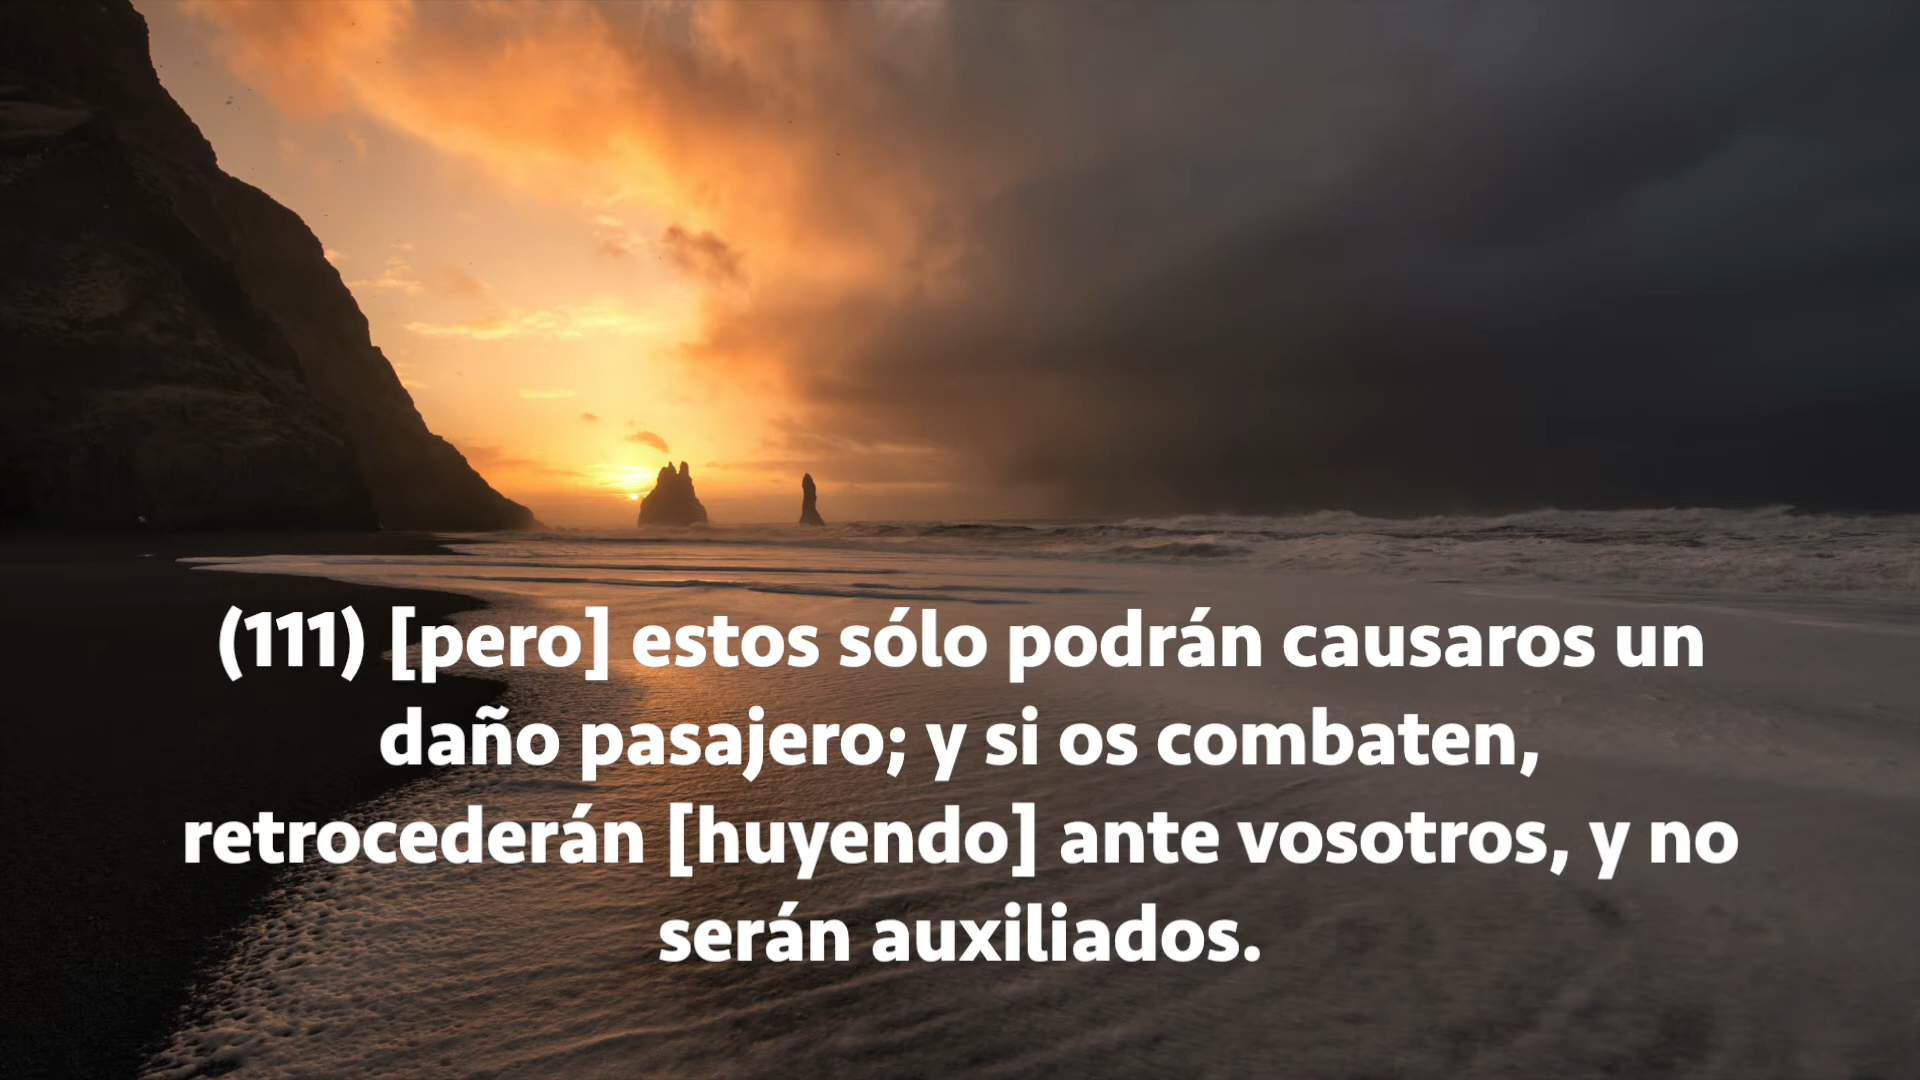 (111) [pero] estos sólo podrán causaros un
daño pasajero; y si os combaten,
retrocederán [huyendo] ante vosotros, y no
serán auxiliados.